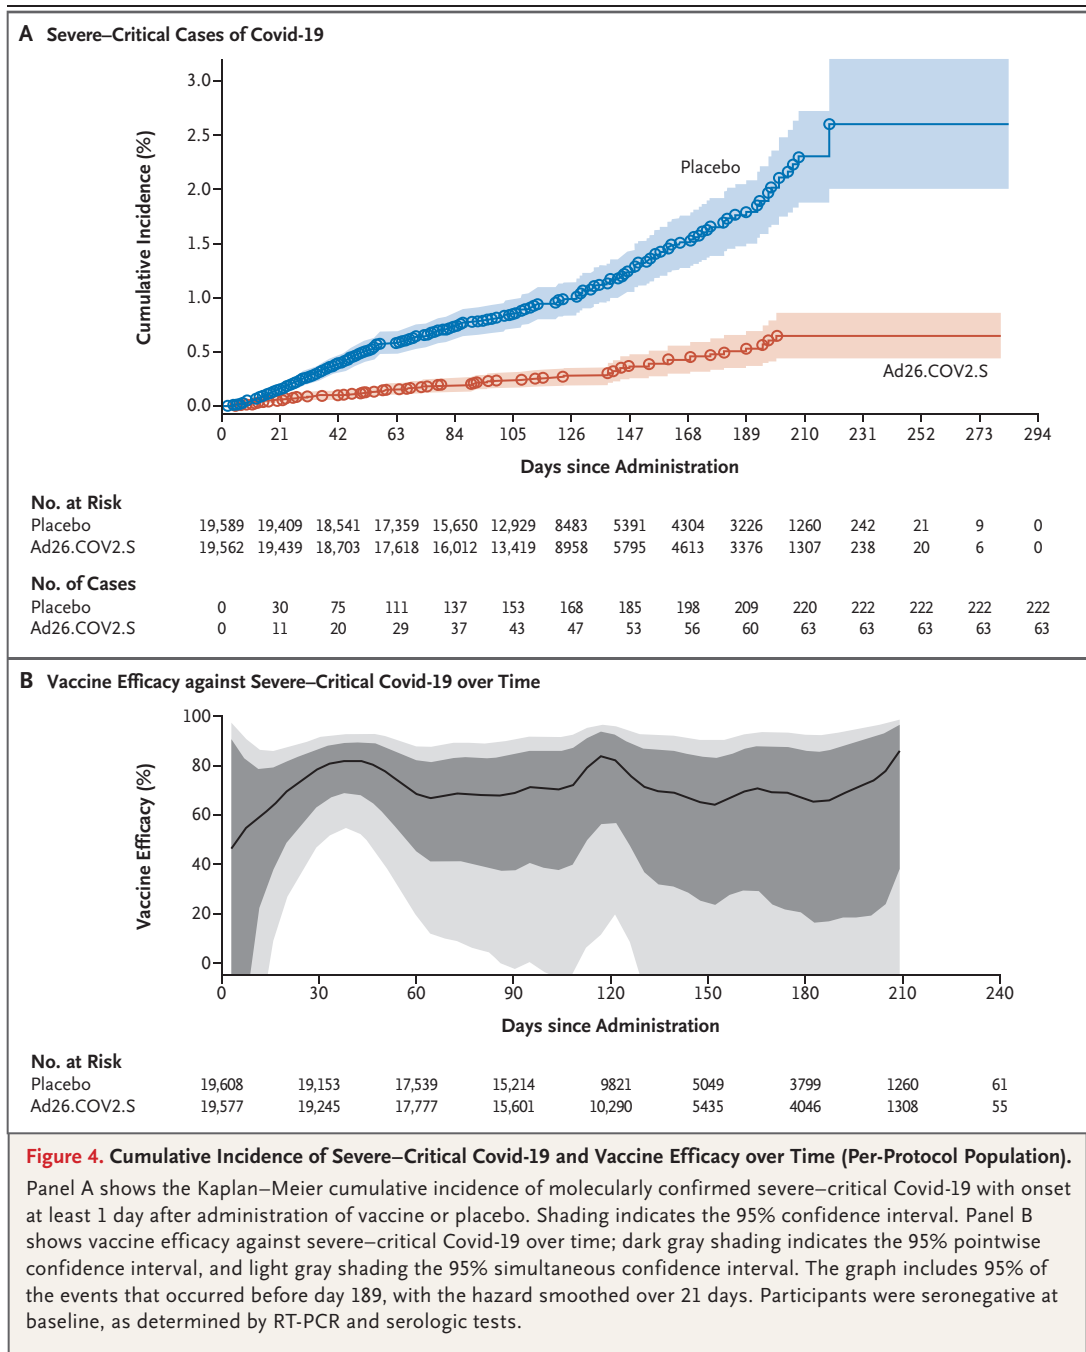 A Severe–Critical Cases of Covid-19
3.0
2.5
2.0
1.5
1.0
0.5
0.0
Cumulative Incidence (%)
Placebo
Ad26.COV2.S
0 21 42 63 84 105 126 147 168 189 210 231 252 273 294
Days since Administration
No. at Risk
Placebo 19,589 19,409 18,541 17,359 15,650 12,929 8483 5391 4304 3226 1260 242 21 9 0
Ad26.COV2.S 19,562 19,439 18,703 17,618 16,012 13,419 8958 5795 4613 3376 1307 238 20 6 0
No. of Cases
Placebo 0 30 75 111 137 153 168 185 198 209 220 222 222 222 222
Ad26.COV2.S 0 11 20 29 37 43 47 53 56 60 63 63 63 63 63
B Vaccine Efficacy against Severe–Critical Covid-19 over Time
100
80
60
40
20
0
Vaccine Efficacy (%)
0 30 60 90 120 150 180 210 240
Days since Administration
No. at Risk
Placebo 19,608 19,153 17,539 15,214 9821 5049 3799 1260 61
Ad26.COV2.S 19,577 19,245 17,777 15,601 10,290 5435 4046 1308 55
Figure 4. Cumulative Incidence of Severe–Critical Covid-19 and Vaccine Efficacy over Time (Per-Protocol Population).
Panel A shows the Kaplan–Meier cumulative incidence of molecularly confirmed severe–critical Covid-19 with onset
at least 1 day after administration of vaccine or placebo. Shading indicates the 95% confidence interval. Panel B
shows vaccine efficacy against severe–critical Covid-19 over time; dark gray shading indicates the 95% pointwise
confidence interval, and light gray shading the 95% simultaneous confidence interval. The graph includes 95% of
the events that occurred before day 189, with the hazard smoothed over 21 days. Participants were seronegative at
baseline, as determined by RT-PCR and serologic tests.